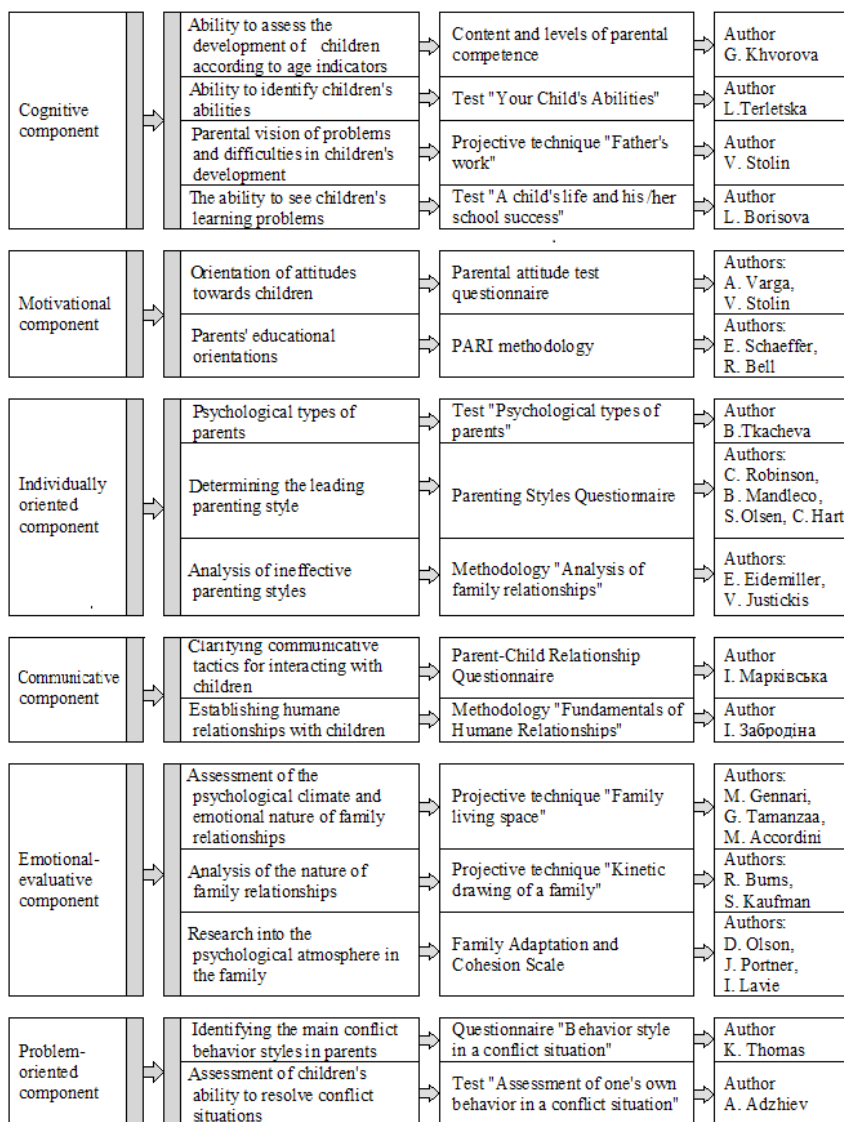 Cognitive
component
Ability to assess the
development of children
according to age indicators
Content and levels of parental
competence
Author
G. Khvorova
Ability to identify children's
abilities
Test "Your Child's Abilities"
Author
L.Terletska
Parental vision of problems
and difficulties in children's
development
Projective technique "Father's
work"
Author
V. Stolin
The ability to see children's
learning problems
Test "A child's life and his /her
school success"
Author
L. Borisova
Motivational
component
Orientation of attitudes
towards children
Parental attitude test
questionnaire
Authors:
A. Varga,
V. Stolin
Parents' educational
orientations
PARI methodology
Authors:
E. Schaeffer,
R. Bell
Individually
oriented
component
Psychological types of
parents
Test "Psychological types of
parents"
Author
B.Tkacheva
Determining the leading
parenting style
Parenting Styles Questionnaire
Authors:
C. Robinson,
B. Mandleco,
S.Olsen, C. Hart
Analysis of ineffective
parenting styles
Methodology "Analysis of
family relationships"
Authors:
E. Eidemiller,
V. Justickis
Communicative
component
Clarifying communicative
tactics for interacting with
children
Parent-Child Relationship
Questionnaire
Author
І. Марківська
Establishing humane
relationships with children
Methodology "Fundamentals of
Humane Relationships"
Author
І. Забродіна
Emotional-
evaluative
component
Assessment of the
psychological climate and
emotional nature of family
relationships
Projective technique "Family
living space"
Authors:
M. Gennari,
G. Tamanzaa,
M. Accordini
Analysis of the nature of
family relationships
Projective technique "Kinetic
drawing of a family"
Authors:
R. Burns,
S. Kaufman
Research into the
psychological atmosphere in
the family
Family Adaptation and
Cohesion Scale
Authors:
D. Olson,
J. Portner,
I. Lavie
Problem-
oriented
component
Identifying the main conflict
behavior styles in parents
Questionnaire "Behavior style
in a conflict situation"
Author
K. Thomas
Assessment of children's
ability to resolve conflict
situations
Test "Assessment of one's own
behavior in a conflict situation"
Author
A. Adzhiev